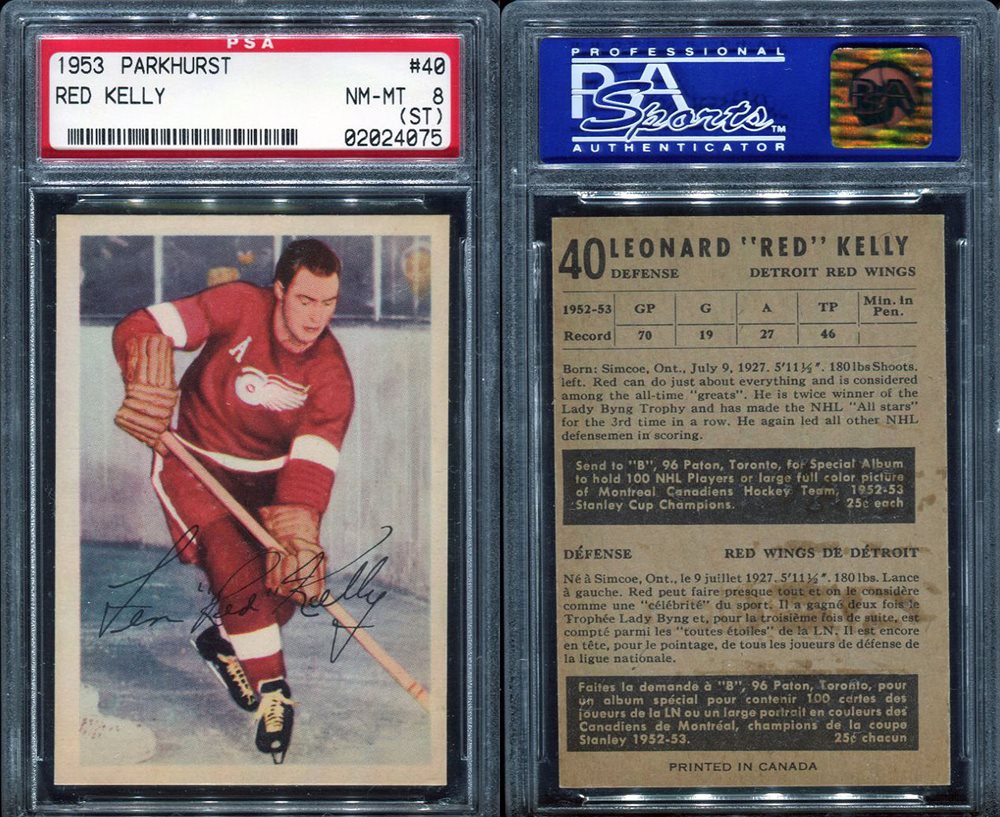 PSA
1953 PARKHURST #40
RED KELLY NM-MT 8
(ST)
02024075
A
Len "Red" Kelly
PROFESSIONAL
PSA
Sports™
AUTHENTICATOR
PSA
40 LEONARD "RED" KELLY
DEFENSE DETROIT RED WINGS
1952-53 GP G A TP Min. in Pen.
Record 70 19 27 46
Born: Simcoe, Ont., July 9, 1927. 5'11½". 180 lbs Shoots.
left. Red can do just about everything and is considered
among the all-time "greats". He is twice winner of the
Lady Byng Trophy and has made the NHL "All stars"
for the 3rd time in a row. He again led all other NHL
defensemen in scoring.
Send to "B", 96 Paton, Toronto, for Special Album
to hold 100 NHL Players or large full color picture
of Montreal Canadiens Hockey Team, 1952-53
Stanley Cup Champions. 25¢ each
DÉFENSE RED WINGS DE DÉTROIT
Né à Simcoe, Ont., le 9 juillet 1927. 5'11½". 180 lbs. Lance
à gauche. Red peut faire presque tout et on le considère
comme une "célébrité" du sport. Il a gagné deux fois le
Trophée Lady Byng et, pour la troisième fois de suite, est
compté parmi les "toutes étoiles" de la LN. Il est encore
en tête, pour le pointage, de tous les joueurs de défense de
la ligue nationale.
Faites la demande à "B", 96 Paton, Toronto, pour
un album spécial pour contenir 100 cartes des
joueurs de la LN ou un large portrait en couleurs des
Canadiens de Montréal, champions de la coupe
Stanley 1952-53. 25¢ chacun
PRINTED IN CANADA